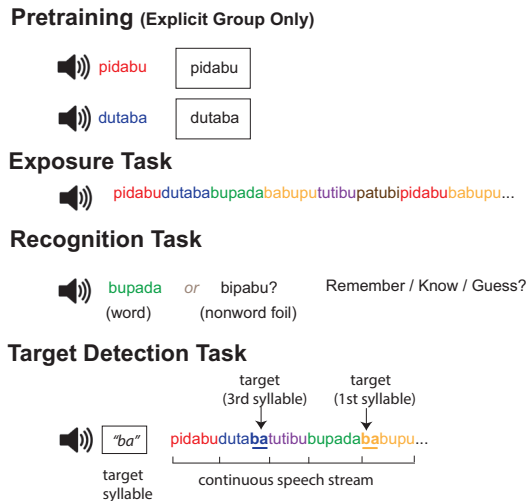 Pretraining (Explicit Group Only)
pidabu pidabu
dutaba dutaba
Exposure Task
pidabudutababupadababupututibupatubipidabubabupu...
Recognition Task
bupada or bipabu? Remember / Know / Guess?
(word) (nonword foil)
Target Detection Task
target target
(3rd syllable) (1st syllable)
"ba" pidabudutabatutibubupadababupu...
target continuous speech stream
syllable